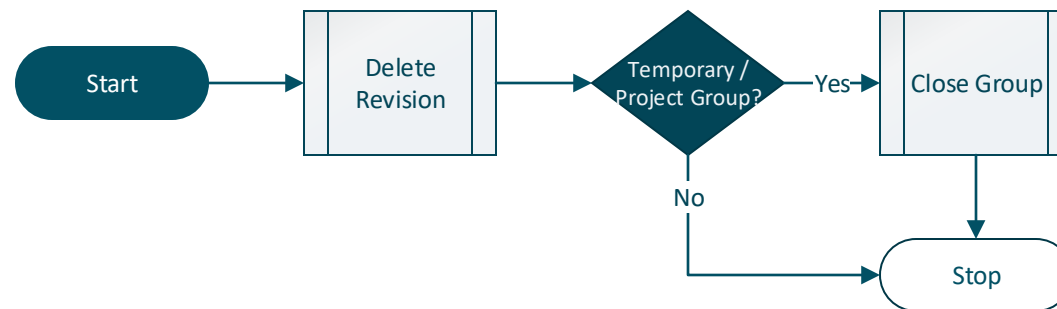 Start
Delete
Revision
Temporary /
Project Group?
Yes
Close Group
No
Stop